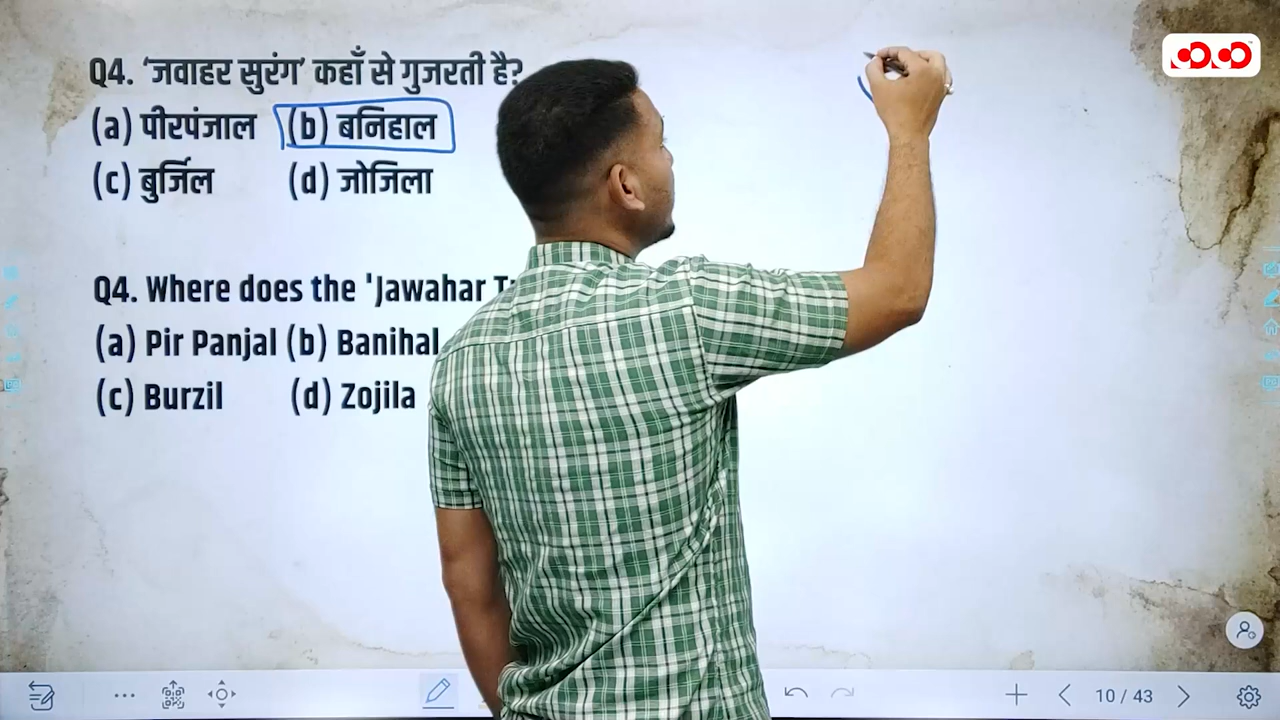 Q4. ‘जवाहर सुरंग’ कहाँ से गुजरती है?
(a) पीरपंजाल (b) बनिहाल
(c) बुर्जिल (d) जोजिला
Q4. Where does the 'Jawahar
(a) Pir Panjal (b) Banihal
(c) Burzil (d) Zojila
10 / 43